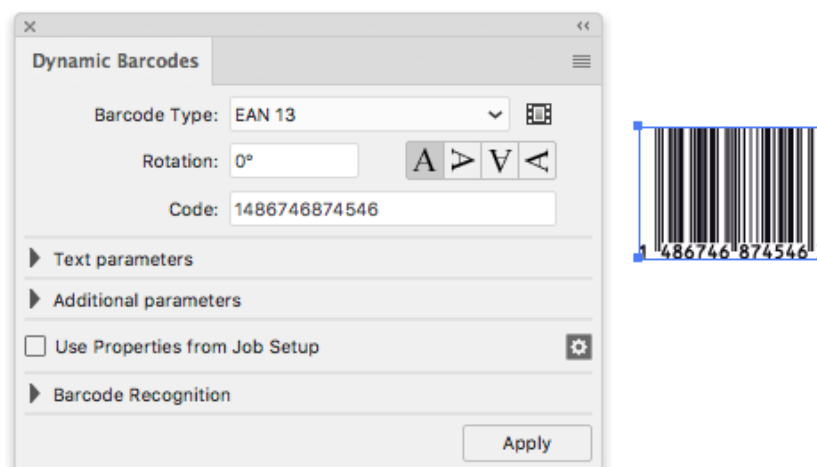 Dynamic Barcodes
Barcode Type: EAN 13
Rotation: 0° A A A A
Code: 1486746874546
Text parameters
Additional parameters
Use Properties from Job Setup
Barcode Recognition
Apply
1 486746 874546